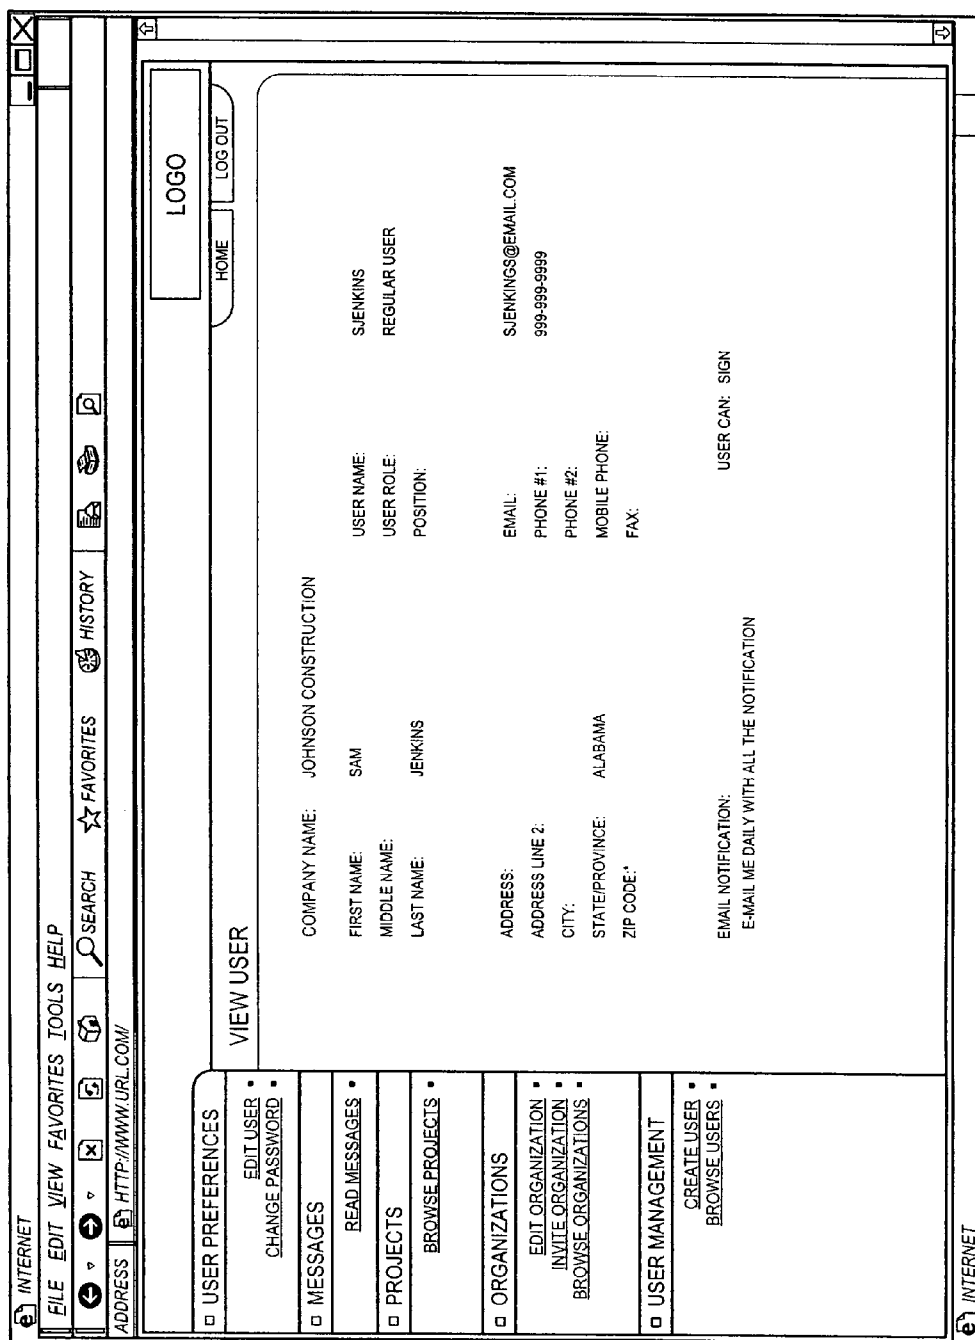 INTERNET
FILE EDIT VIEW FAVORITES TOOLS HELP
SEARCH FAVORITES HISTORY
ADDRESS HTTP://WWW.URL.COM/
LOGO
HOME LOG OUT
USER PREFERENCES
EDIT USER
CHANGE PASSWORD
MESSAGES
READ MESSAGES
PROJECTS
BROWSE PROJECTS
ORGANIZATIONS
EDIT ORGANIZATION
INVITE ORGANIZATION
BROWSE ORGANIZATIONS
USER MANAGEMENT
CREATE USER
BROWSE USERS
VIEW USER
COMPANY NAME: JOHNSON CONSTRUCTION
FIRST NAME: SAM USER NAME: SJENKINS
MIDDLE NAME: USER ROLE: REGULAR USER
LAST NAME: JENKINS POSITION:
ADDRESS: EMAIL: SJENKINGS@EMAIL.COM
ADDRESS LINE 2: PHONE #1: 999-999-9999
CITY: PHONE #2:
STATE/PROVINCE: ALABAMA MOBILE PHONE:
ZIP CODE:* FAX:
EMAIL NOTIFICATION: USER CAN: SIGN
E-MAIL ME DAILY WITH ALL THE NOTIFICATION
INTERNET